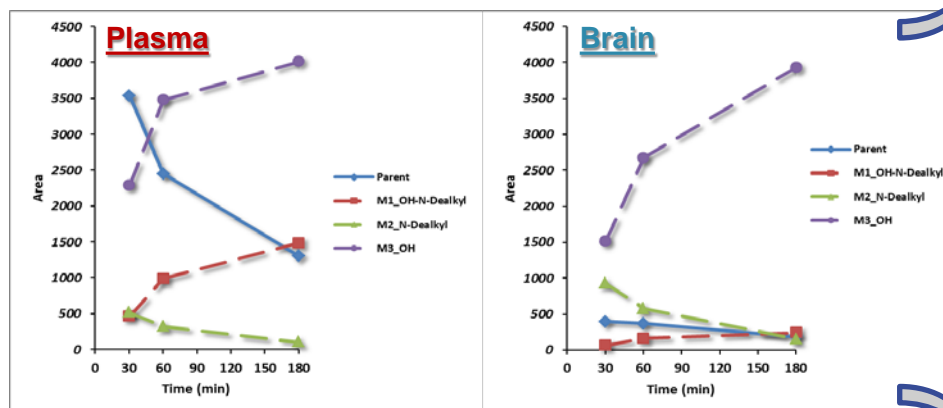 Plasma
4500
4000
3500
3000
2500
2000
1500
1000
500
0
Area
0 30 60 90 120 150 180
Time (min)
Parent
M1_OH-N-Dealkyl
M2_N-Dealkyl
M3_OH
Brain
4500
4000
3500
3000
2500
2000
1500
1000
500
0
Area
0 30 60 90 120 150 180
Time (min)
Parent
M1_OH-N-Dealkyl
M2_N-Dealkyl
M3_OH